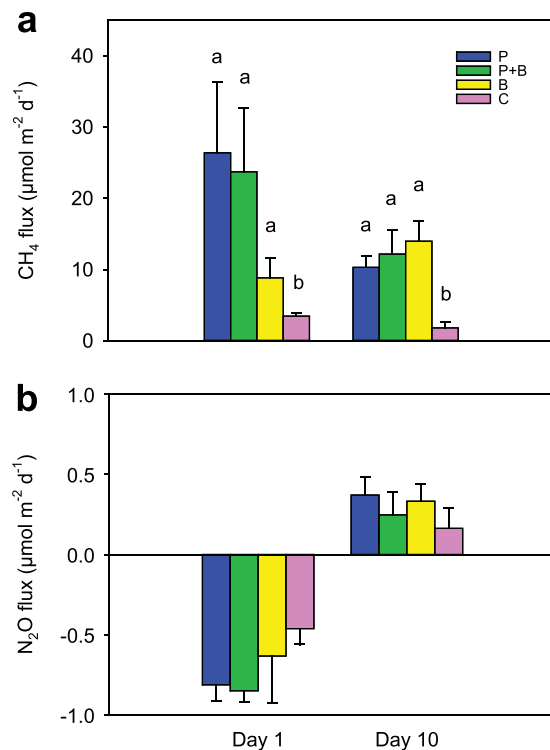 a
CH₄ flux (µmol m⁻² d⁻¹)
40
30
20
10
0
a
a
a
b
a
a
a
b
P
P+B
B
C
b
N₂O flux (µmol m⁻² d⁻¹)
1.0
0.5
0.0
-0.5
-1.0
Day 1
Day 10